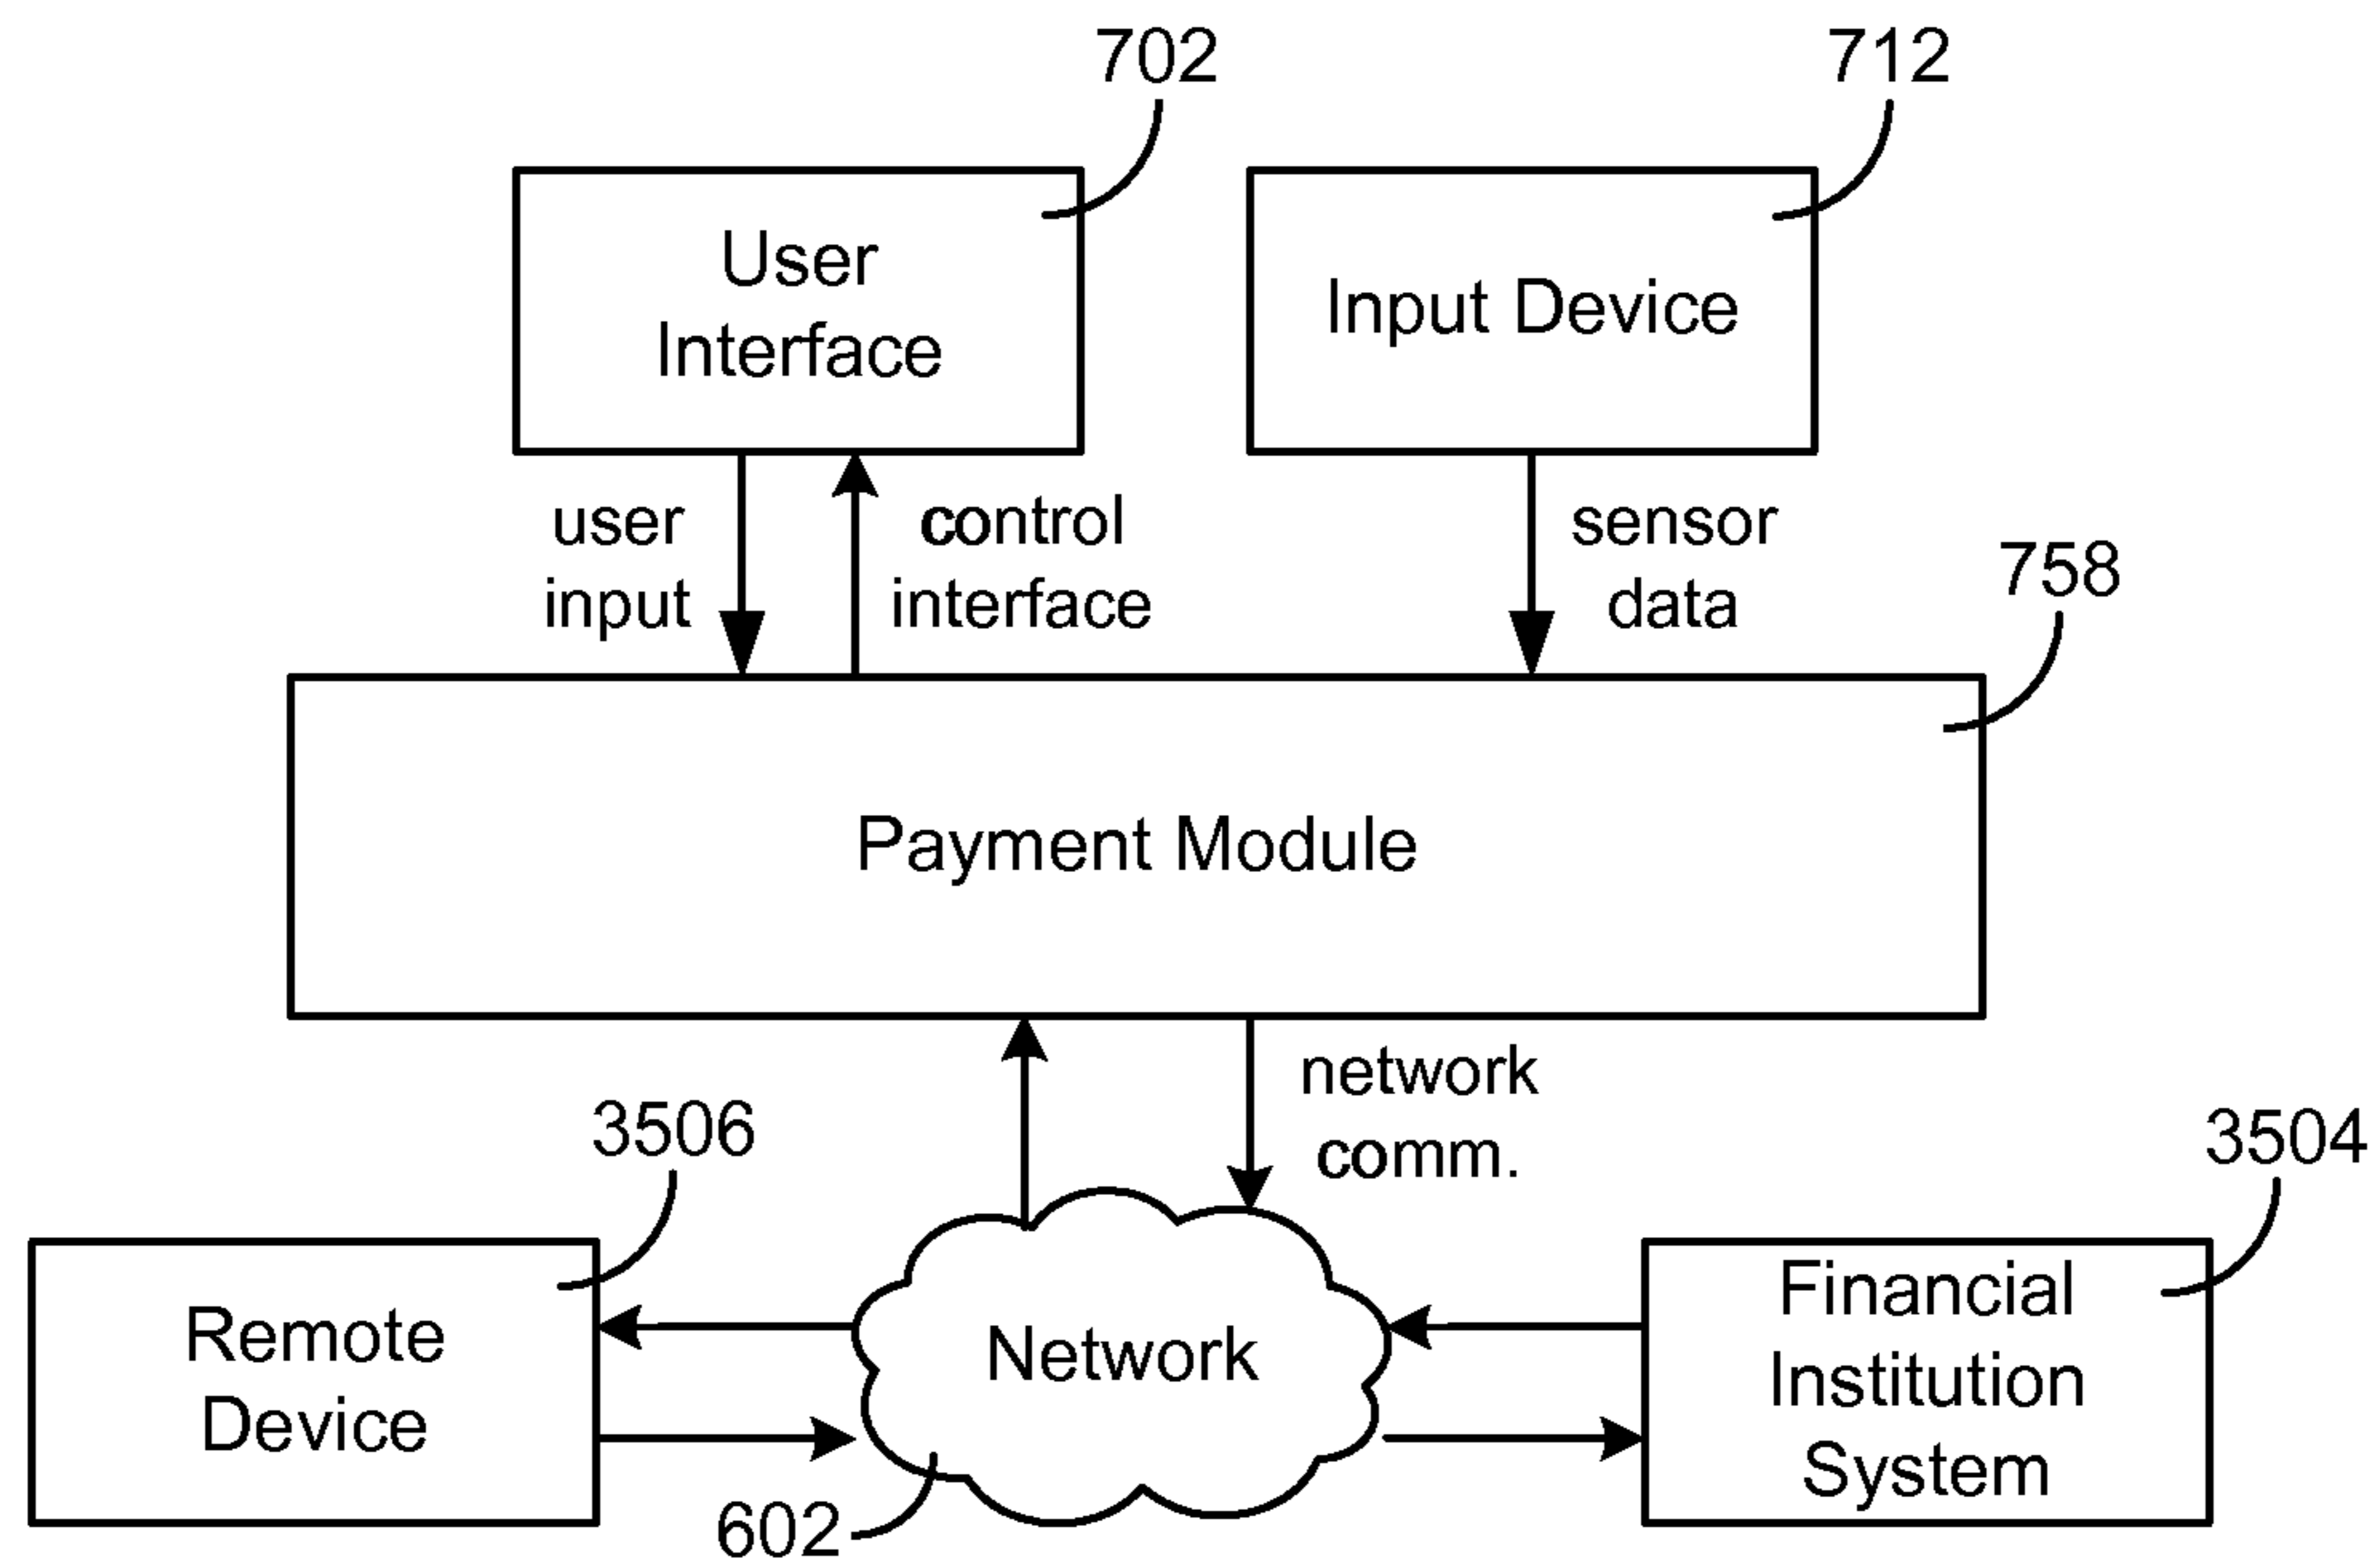 702
712
User
Interface
Input Device
user
input
control
interface
sensor
data
758
Payment Module
network
comm.
3506
3504
Remote
Device
Network
Financial
Institution
System
602